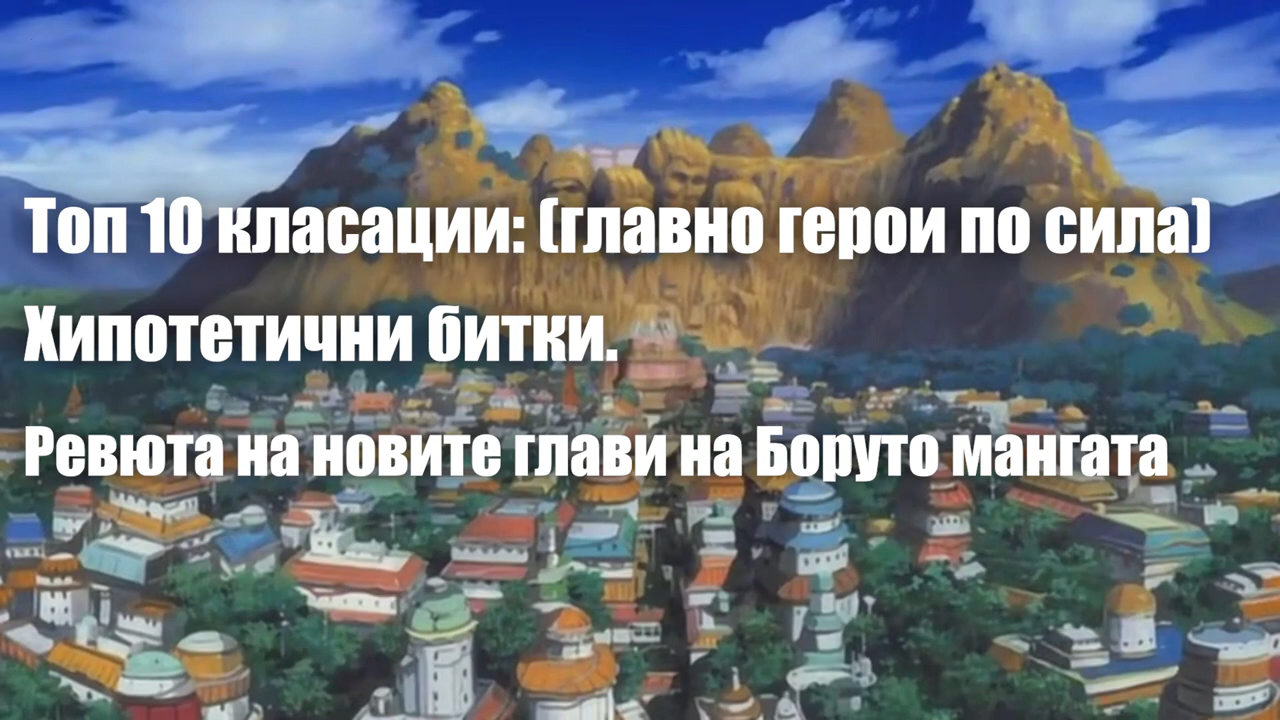 Топ 10 класации: (главно герои по сила)
Хипотетични битки.
Ревюта на новите глави на Боруто мангата